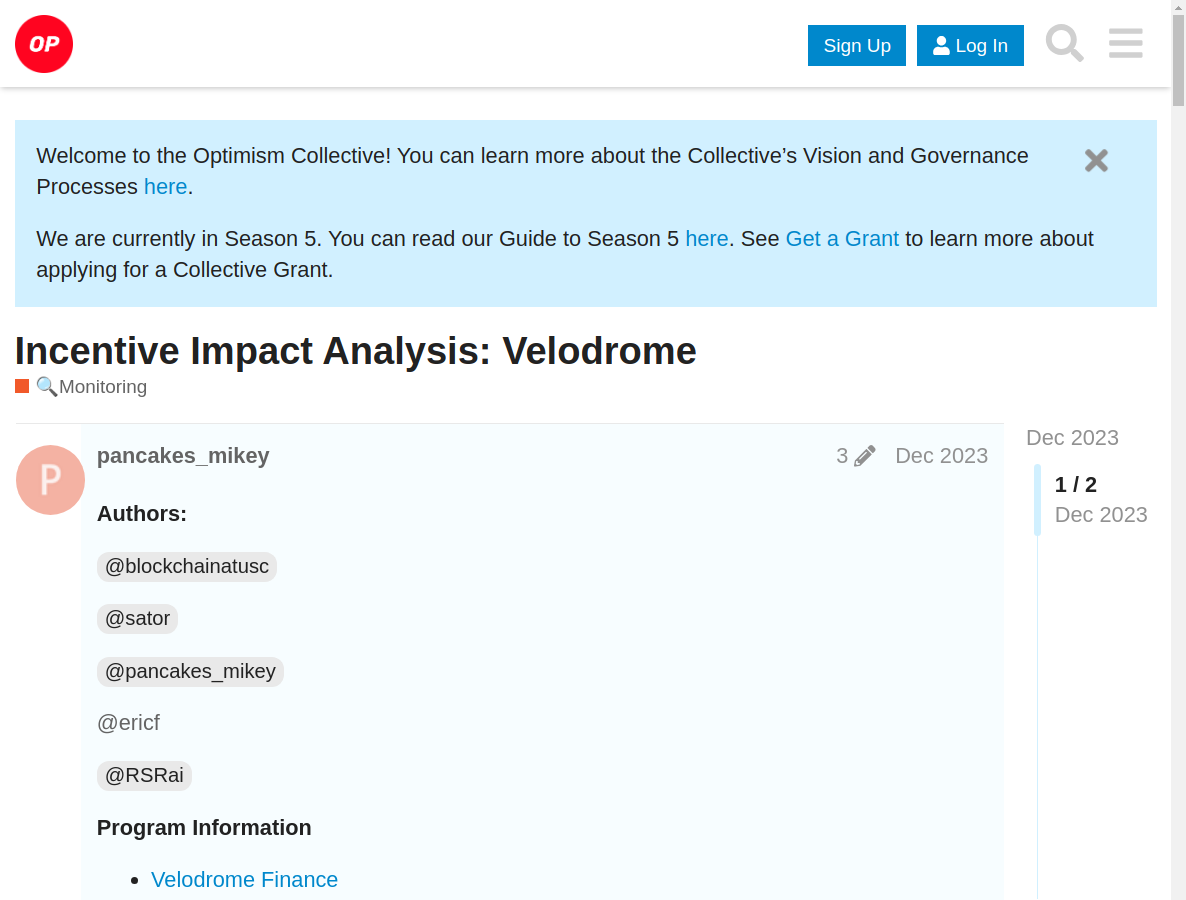 OP
Sign Up
Log In
Welcome to the Optimism Collective! You can learn more about the Collective’s Vision and Governance
Processes here.
We are currently in Season 5. You can read our Guide to Season 5 here. See Get a Grant to learn more about
applying for a Collective Grant.
Incentive Impact Analysis: Velodrome
🔍Monitoring
P
pancakes_mikey
3
Dec 2023
Authors:
@blockchainatusc
@sator
@pancakes_mikey
@ericf
@RSRai
Program Information
Velodrome Finance
Dec 2023
1 / 2
Dec 2023